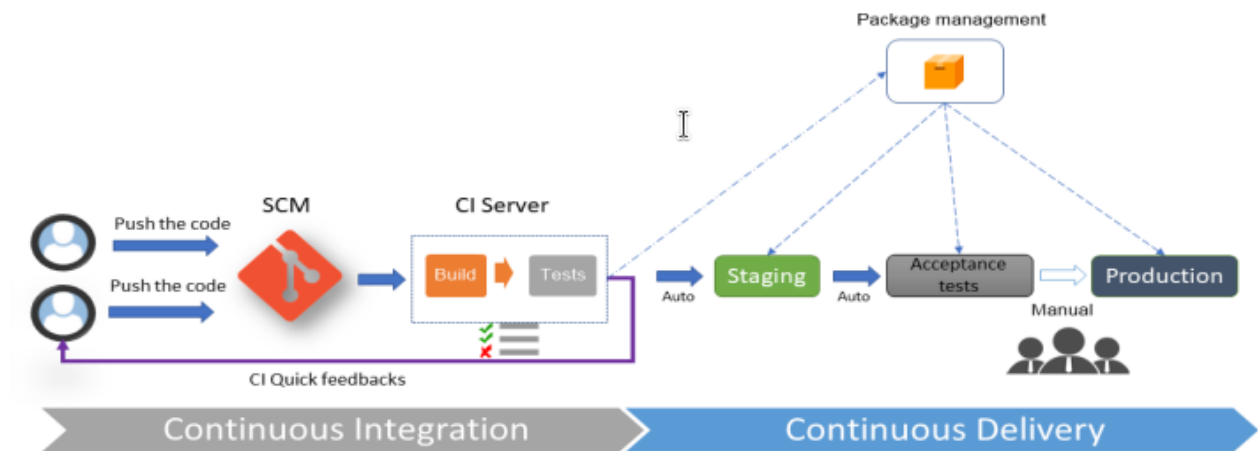 Package management
SCM
CI Server
Push the code
Push the code
Build
Tests
Auto
Staging
Auto
Acceptance
tests
Manual
Production
CI Quick feedbacks
Continuous Integration
Continuous Delivery